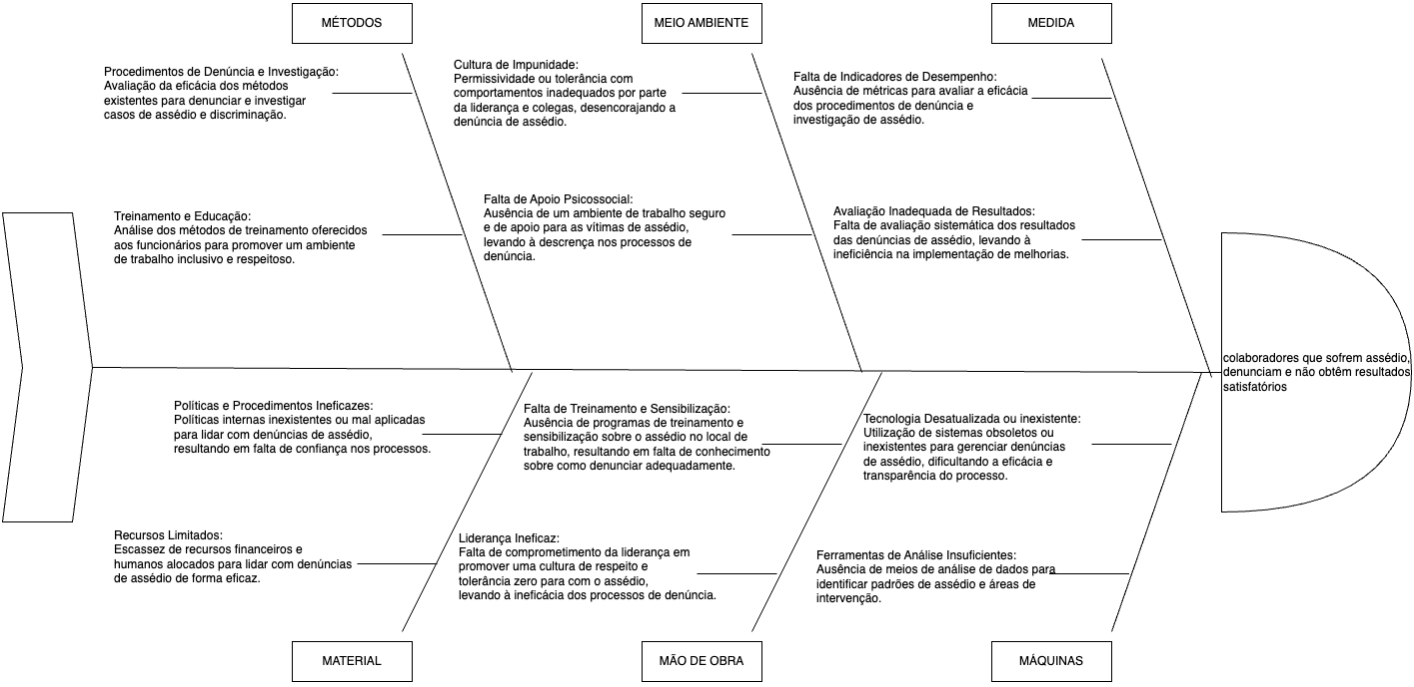 MÉTODOS
MEIO AMBIENTE
MEDIDA
Procedimentos de Denúncia e Investigação:
Avaliação da eficácia dos métodos
existentes para denunciar e investigar
casos de assédio e discriminação.
Cultura de Impunidade:
Permissividade ou tolerância com
comportamentos inadequados por parte
da liderança e colegas, desencorajando a
denúncia de assédio.
Falta de Indicadores de Desempenho:
Ausência de métricas para avaliar a eficácia
dos procedimentos de denúncia e
investigação de assédio.
Treinamento e Educação:
Análise dos métodos de treinamento oferecidos
aos funcionários para promover um ambiente
de trabalho inclusivo e respeitoso.
Falta de Apoio Psicossocial:
Ausência de um ambiente de trabalho seguro
e de apoio para as vítimas de assédio,
levando à descrença nos processos de
denúncia.
Avaliação Inadequada de Resultados:
Falta de avaliação sistemática dos resultados
das denúncias de assédio, levando à
ineficiência na implementação de melhorias.
colaboradores que sofrem assédio,
denunciam e não obtêm resultados
satisfatórios
Políticas e Procedimentos Ineficazes:
Políticas internas inexistentes ou mal aplicadas
para lidar com denúncias de assédio,
resultando em falta de confiança nos processos.
Falta de Treinamento e Sensibilização:
Ausência de programas de treinamento e
sensibilização sobre o assédio no local de
trabalho, resultando em falta de conhecimento
sobre como denunciar adequadamente.
Tecnologia Desatualizada ou inexistente:
Utilização de sistemas obsoletos ou
inexistentes para gerenciar denúncias
de assédio, dificultando a eficácia e
transparência do processo.
Recursos Limitados:
Escassez de recursos financeiros e
humanos alocados para lidar com denúncias
de assédio de forma eficaz.
Liderança Ineficaz:
Falta de comprometimento da liderança em
promover uma cultura de respeito e
tolerância zero para com o assédio,
levando à ineficácia dos processos de denúncia.
Ferramentas de Análise Insuficientes:
Ausência de meios de análise de dados para
identificar padrões de assédio e áreas de
intervenção.
MATERIAL
MÃO DE OBRA
MÁQUINAS